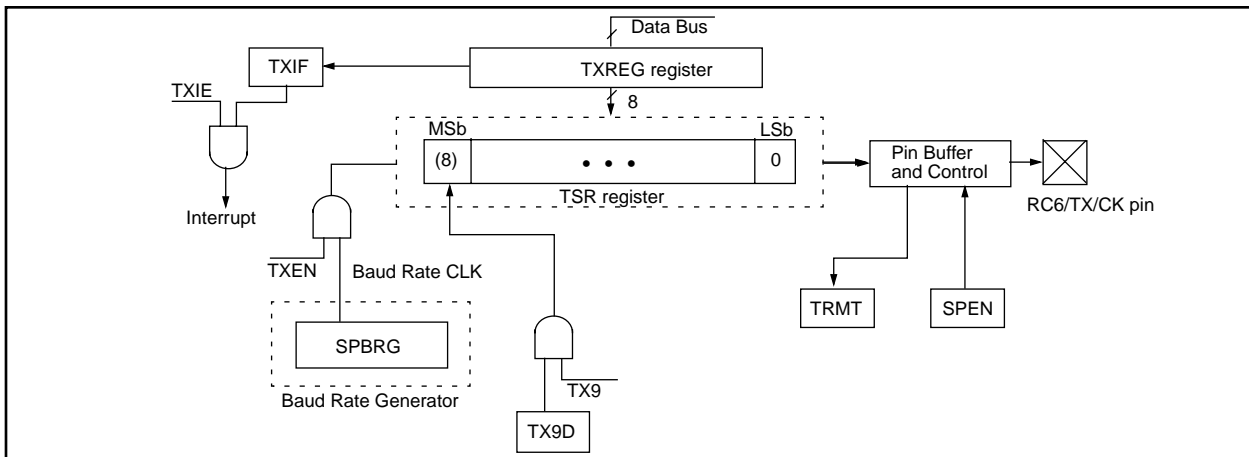 Data Bus
TXIF
TXREG register
TXIE
8
MSb
LSb
(8)
• • •
0
TSR register
Pin Buffer
and Control
Interrupt
RC6/TX/CK pin
TXEN
Baud Rate CLK
TRMT
SPEN
SPBRG
TX9
Baud Rate Generator
TX9D